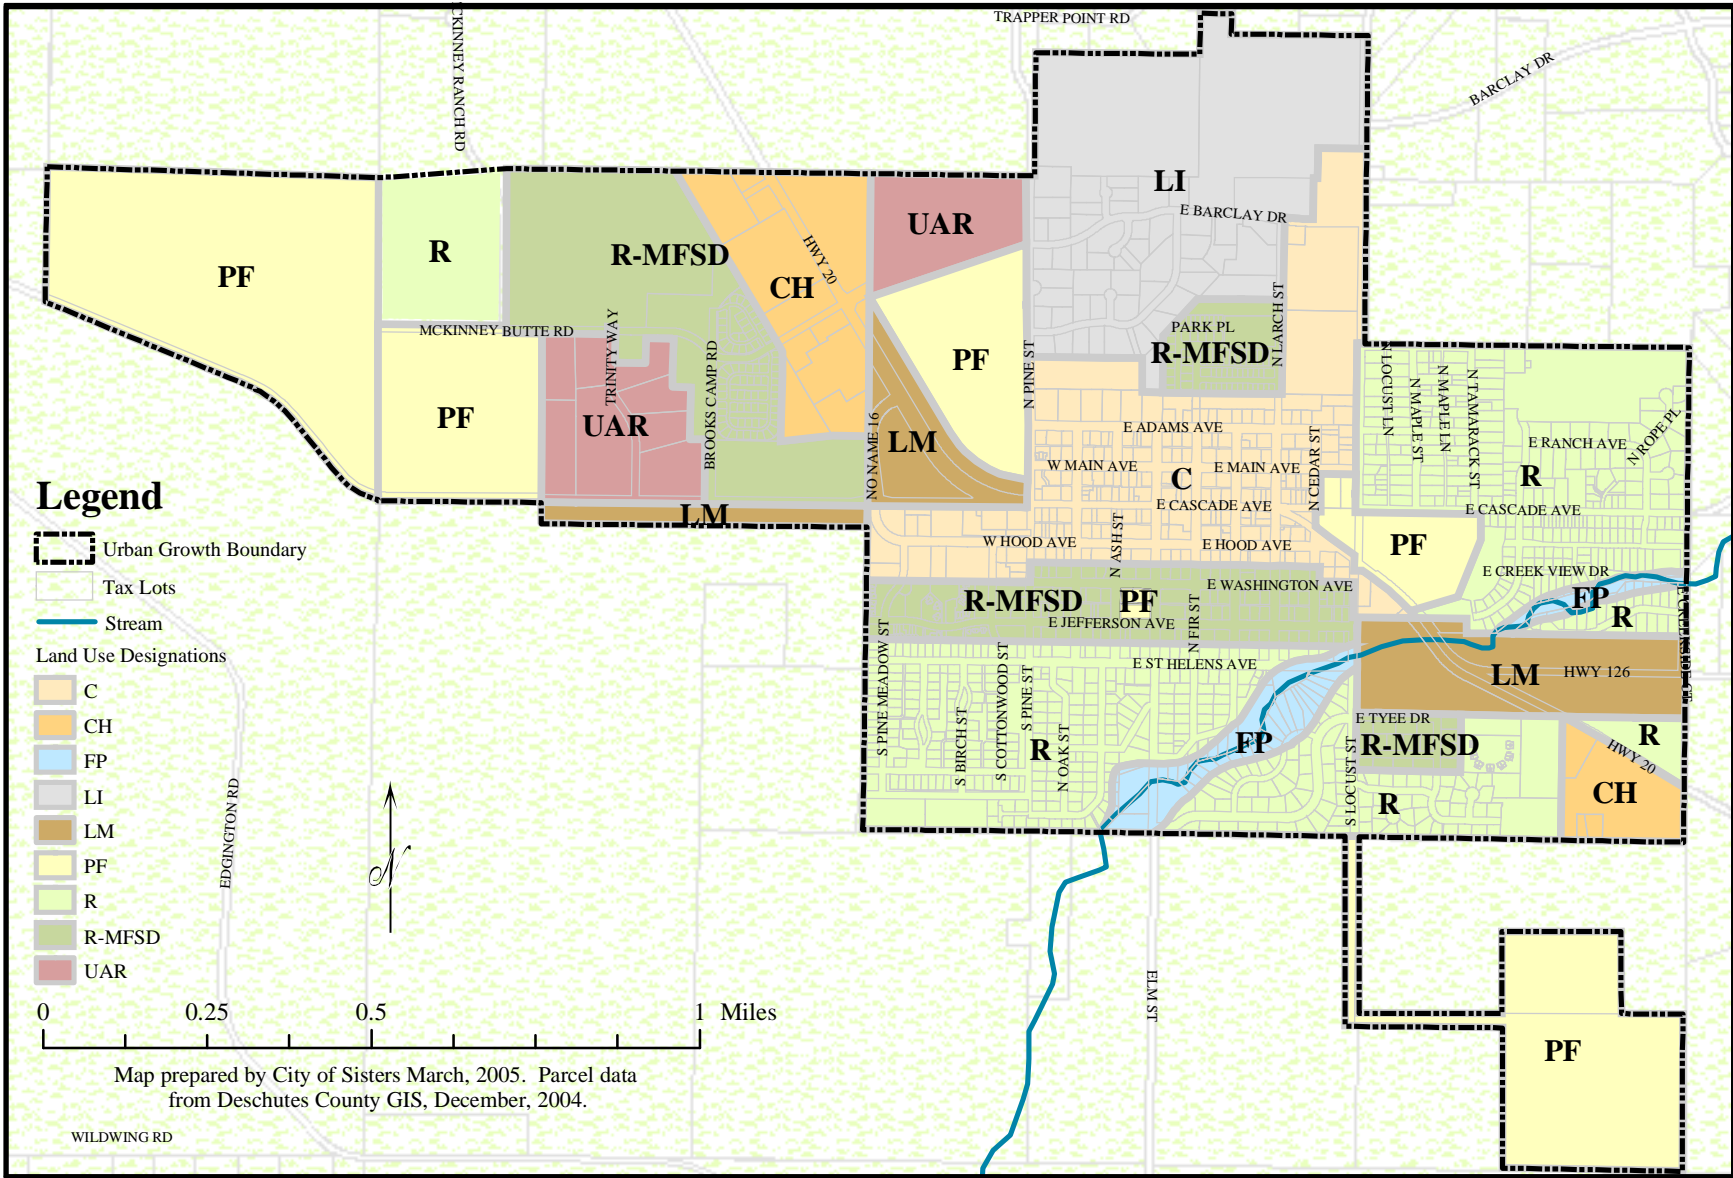 TRAPPER POINT RD
CKINNEY RANCH RD
BARCLAY DR
LI
E BARCLAY DR
UAR
R
R-MFSD
HWY 20
CH
PF
MCKINNEY BUTTE RD
TRINITY WAY
BROOKS CAMP RD
PARK PL
R-MFSD
N LARCH ST
N PINE ST
PF
N LOCUST LN
N MAPLE ST
N MAPLE LN
N TAMARACK ST
E RANCH AVE
N ROPE PL
R
PF
UAR
NO NAME 16
LM
E ADAMS AVE
W MAIN AVE
C
E MAIN AVE
N CEDAR ST
E CASCADE AVE
E CASCADE AVE
LM
W HOOD AVE
N ASH ST
E HOOD AVE
PF
E CREEK VIEW DR
E WASHINGTON AVE
R-MFSD
PF
E JEFFERSON AVE
N FIRST ST
FP
R
E ST HELENS AVE
LM
HWY 126
S PINE MEADOW ST
S BIRCH ST
S COTTONWOOD ST
S PINE ST
N OAK ST
R
FP
E TYEE DR
R-MFSD
S LOCUST ST
R
R
HWY 20
CH
PF
ELM ST
EDGINGTON RD
WILDWING RD
N
Legend
Urban Growth Boundary
Tax Lots
Stream
Land Use Designations
C
CH
FP
LI
LM
PF
R
R-MFSD
UAR
0 0.25 0.5 1 Miles
Map prepared by City of Sisters March, 2005. Parcel data
from Deschutes County GIS, December, 2004.